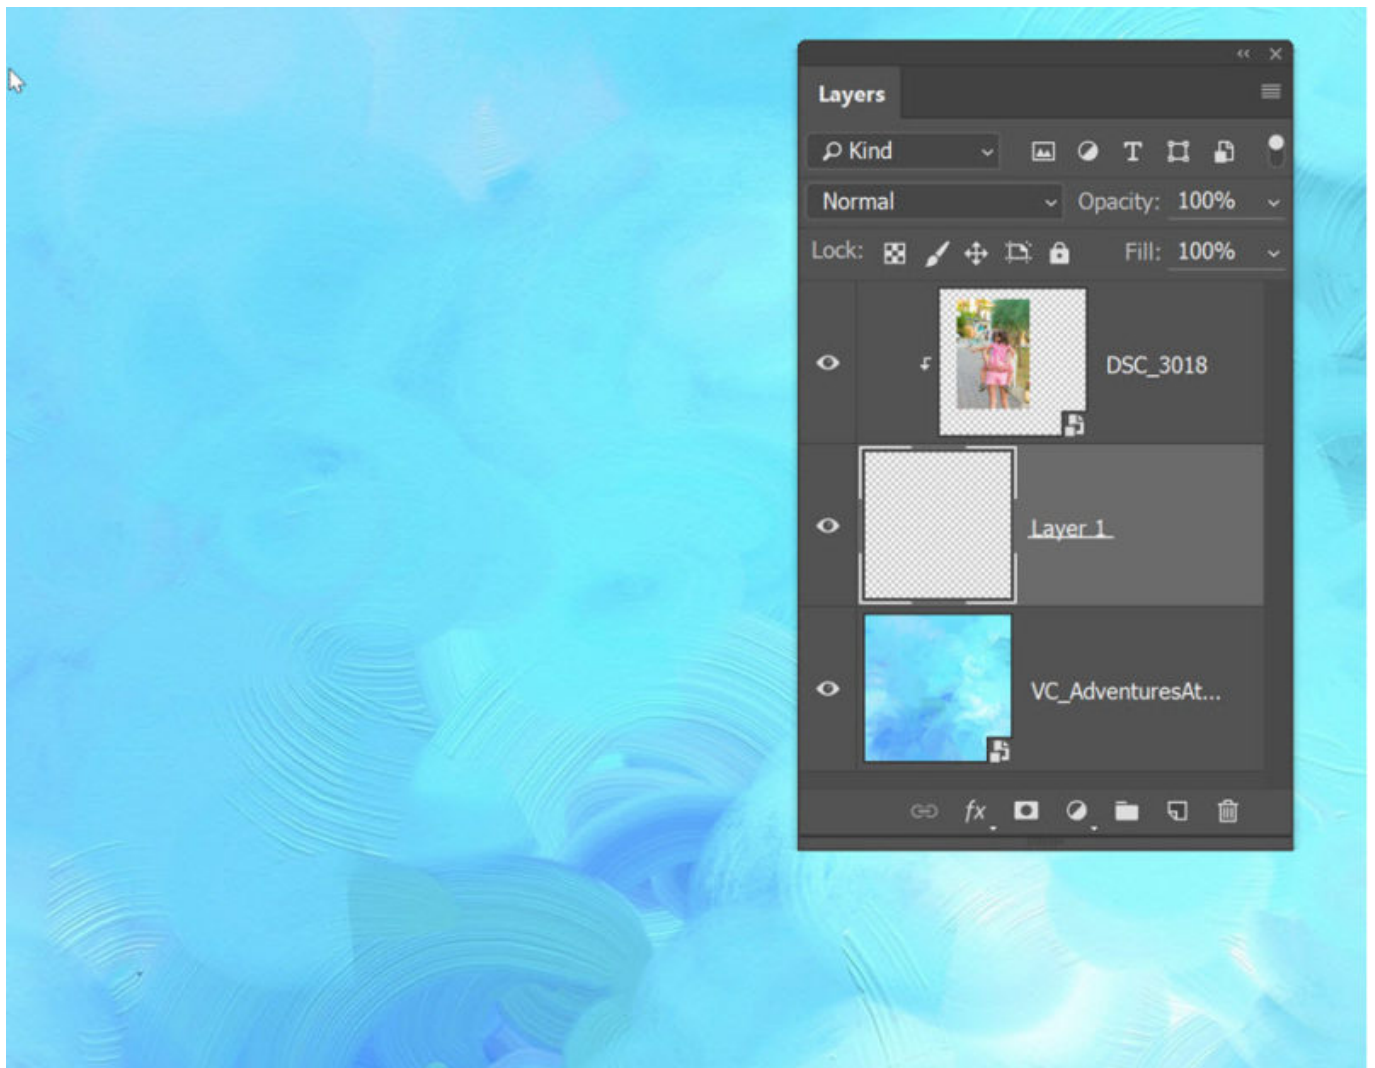 Layers
Kind
Normal Opacity: 100%
Lock: Fill: 100%
DSC_3018
Layer 1
VC_AdventuresAt...
fx